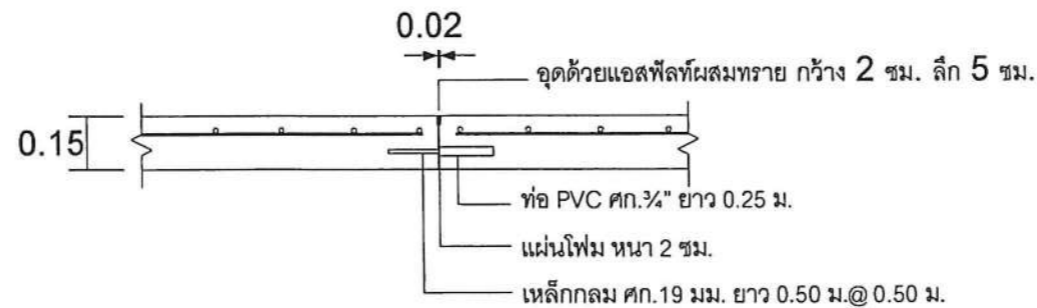 0.02
อุดด้วยแอสฟัลท์ผสมทราย กว้าง 2 ซม. ลึก 5 ซม.
0.15
ท่อ PVC ศก.¾" ยาว 0.25 ม.
แผ่นโฟม หนา 2 ซม.
เหล็กกลม ศก.19 มม. ยาว 0.50 ม.@ 0.50 ม.